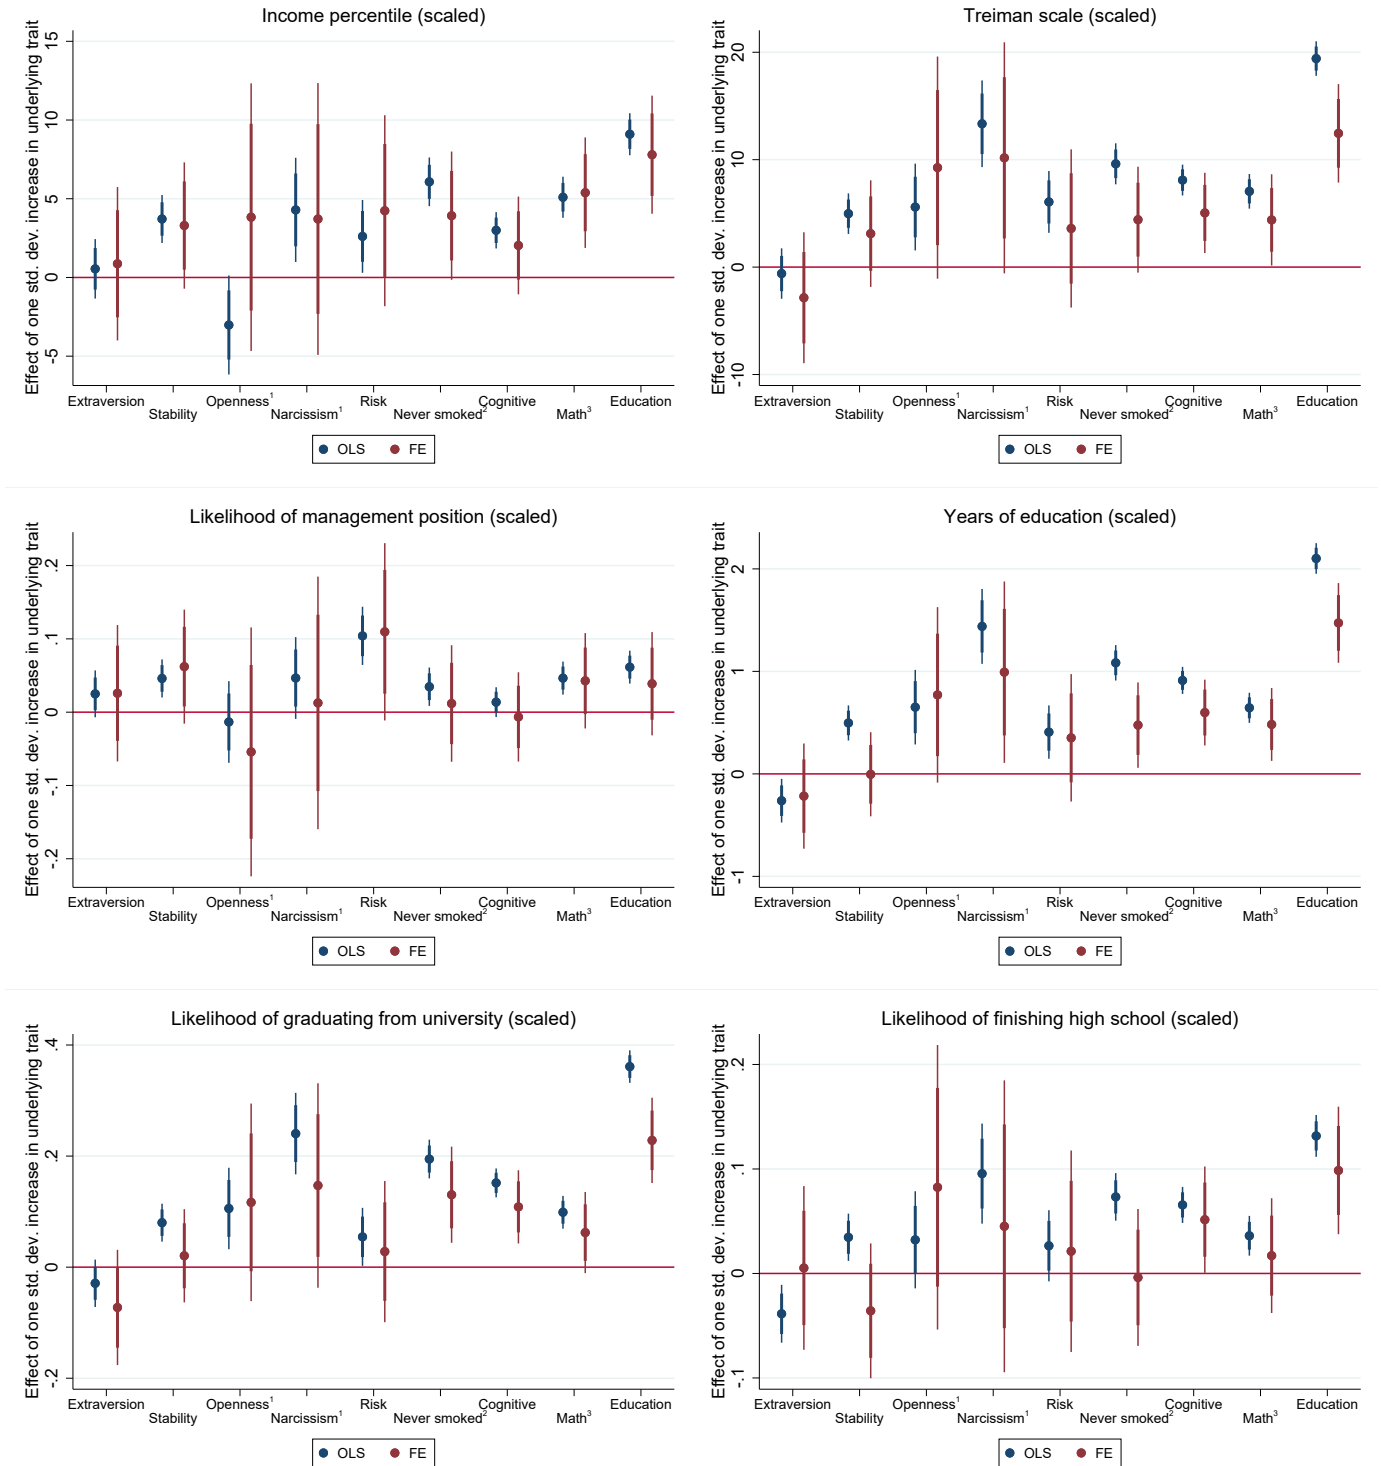 Income percentile (scaled)
Effect of one std. dev. increase in underlying trait
15
10
5
0
-5
Extraversion
Stability
Openness¹
Narcissism¹
Risk
Never smoked²
Cognitive
Math³
Education
OLS FE
Treiman scale (scaled)
Effect of one std. dev. increase in underlying trait
20
10
0
-10
Extraversion
Stability
Openness¹
Narcissism¹
Risk
Never smoked²
Cognitive
Math³
Education
OLS FE
Likelihood of management position (scaled)
Effect of one std. dev. increase in underlying trait
.2
.1
0
-.1
-.2
Extraversion
Stability
Openness¹
Narcissism¹
Risk
Never smoked²
Cognitive
Math³
Education
OLS FE
Years of education (scaled)
Effect of one std. dev. increase in underlying trait
2
1
0
-1
Extraversion
Stability
Openness¹
Narcissism¹
Risk
Never smoked²
Cognitive
Math³
Education
OLS FE
Likelihood of graduating from university (scaled)
Effect of one std. dev. increase in underlying trait
.4
.2
0
-.2
Extraversion
Stability
Openness¹
Narcissism¹
Risk
Never smoked²
Cognitive
Math³
Education
OLS FE
Likelihood of finishing high school (scaled)
Effect of one std. dev. increase in underlying trait
.2
.1
0
-.1
Extraversion
Stability
Openness¹
Narcissism¹
Risk
Never smoked²
Cognitive
Math³
Education
OLS FE